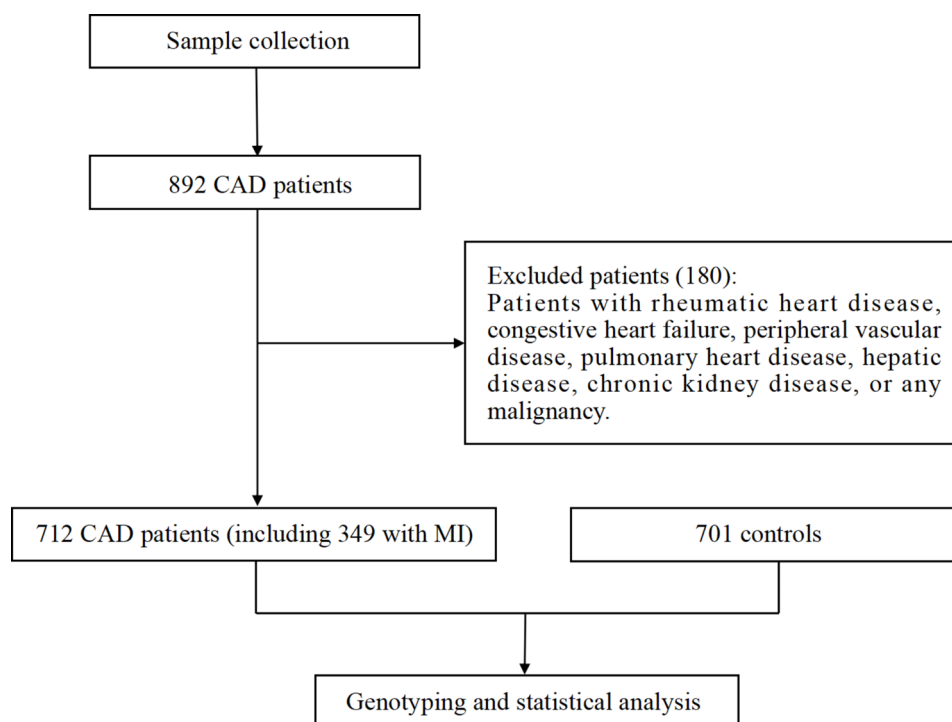 Sample collection
892 CAD patients
Excluded patients (180):
Patients with rheumatic heart disease,
congestive heart failure, peripheral vascular
disease, pulmonary heart disease, hepatic
disease, chronic kidney disease, or any
malignancy.
712 CAD patients (including 349 with MI)
701 controls
Genotyping and statistical analysis